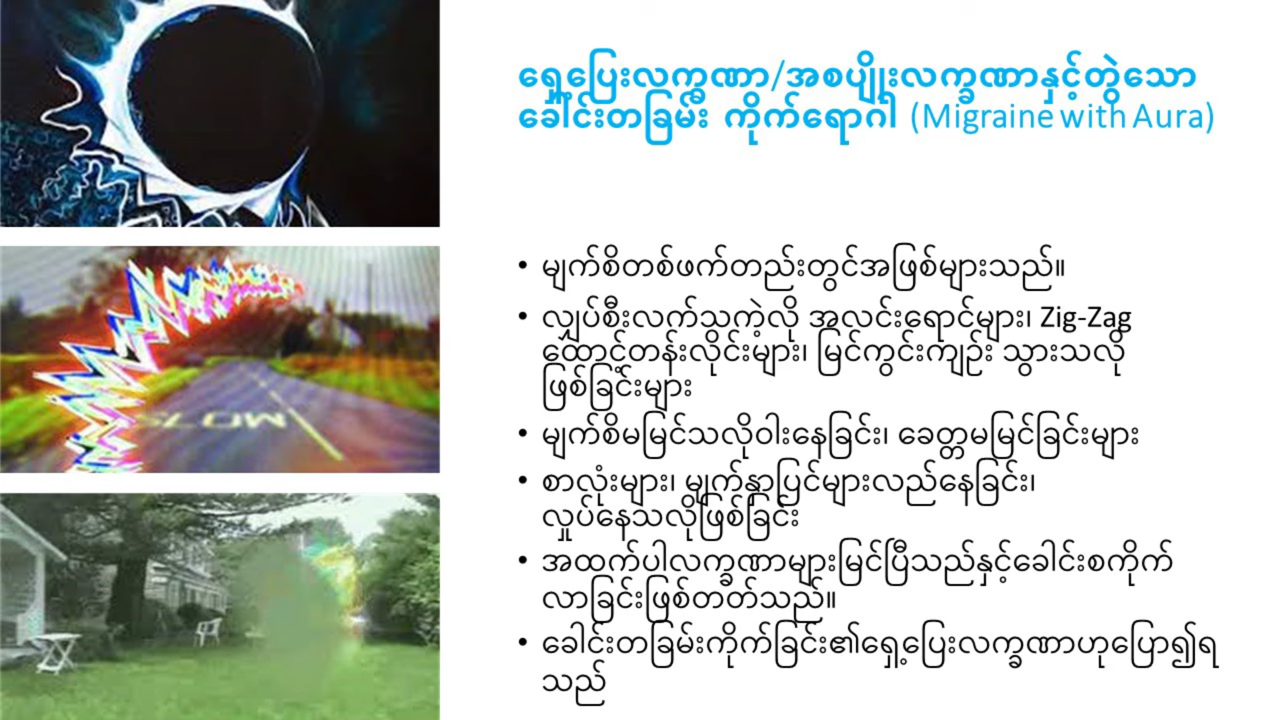 ရှေ့ပြေးလက္ခဏာ/အစပျိုးလက္ခဏာနှင့်တွဲသော
ခေါင်းတခြမ်း ကိုက်ရောဂါ (Migraine with Aura)
• မျက်စိတစ်ဖက်တည်းတွင်အဖြစ်များသည်။
• လျှပ်စီးလက်သကဲ့လို အလင်းရောင်များ၊ Zig-Zag
ထောင့်တန်းလိုင်းများ၊ မြင်ကွင်းကျဉ်း သွားသလို
ဖြစ်ခြင်းများ
• မျက်စိမမြင်သလိုဝါးနေခြင်း၊ ခေတ္တမမြင်ခြင်းများ
• စာလုံးများ၊ မျက်နှာပြင်များလည်နေခြင်း၊
လှုပ်နေသလိုဖြစ်ခြင်း
• အထက်ပါလက္ခဏာများမြင်ပြီသည်နှင့်ခေါင်းစကိုက်
လာခြင်းဖြစ်တတ်သည်။
• ခေါင်းတခြမ်းကိုက်ခြင်း၏ရှေ့ပြေးလက္ခဏာဟုပြော၍ရ
သည်
SLOW